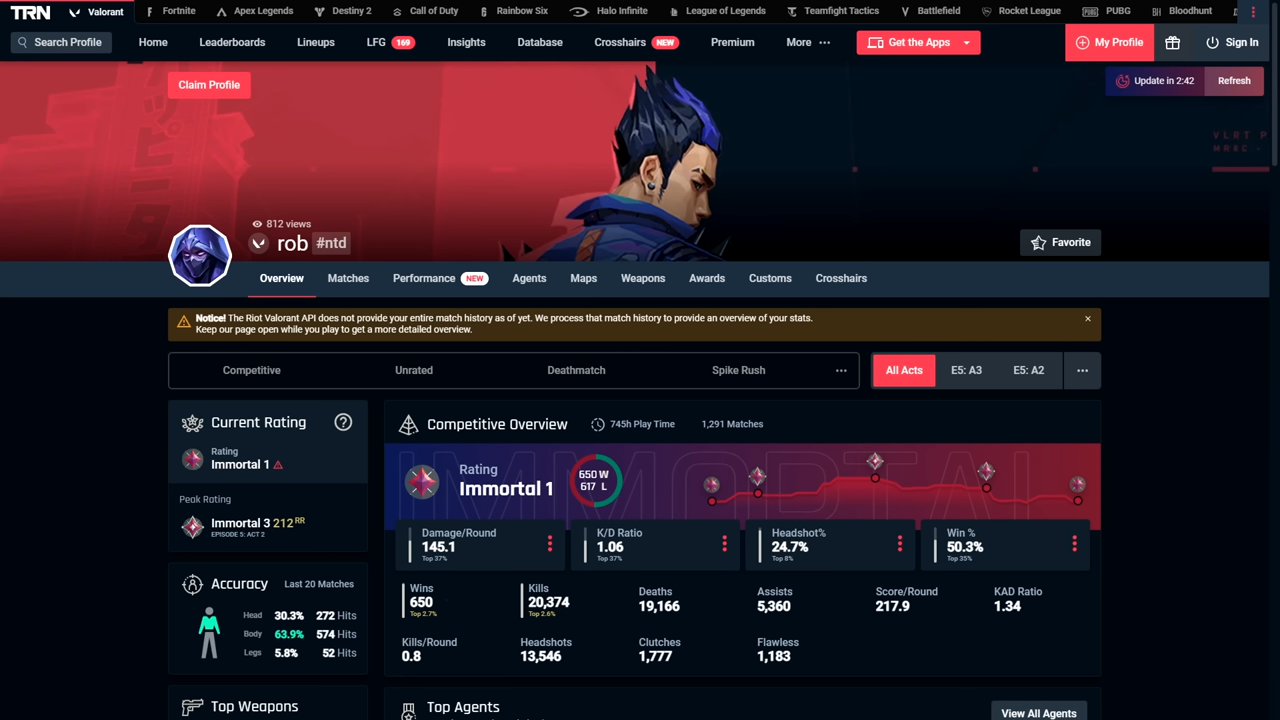 TRN Valorant Fortnite Apex Legends Destiny 2 Call of Duty Rainbow Six Halo Infinite League of Legends Teamfight Tactics Battlefield Rocket League PUBG Bloodhunt
Search Profile Home Leaderboards Lineups LFG 169 Insights Database Crosshairs NEW Premium More Get the Apps My Profile Sign In
Claim Profile
Update in 2:42 Refresh
812 views
rob #ntd
Favorite
Overview Matches Performance NEW Agents Maps Weapons Awards Customs Crosshairs
Notice! The Riot Valorant API does not provide your entire match history as of yet. We process that match history to provide an overview of your stats.
Keep our page open while you play to get a more detailed overview.
Competitive Unrated Deathmatch Spike Rush
All Acts E5: A3 E5: A2
Current Rating
Rating
Immortal 1
Peak Rating
Immortal 3 212 RR
EPISODE 5: ACT 2
Accuracy Last 20 Matches
Head 30.3% 272 Hits
Body 63.9% 574 Hits
Legs 5.8% 52 Hits
Top Weapons
Competitive Overview 745h Play Time 1,291 Matches
IMMORTAL
Rating
Immortal 1
650 W
617 L
Damage/Round
145.1
Top 37%
K/D Ratio
1.06
Top 37%
Headshot%
24.7%
Top 8%
Win %
50.3%
Top 35%
Wins
650
Top 2.7%
Kills
20,374
Top 2.6%
Deaths
19,166
Assists
5,360
Score/Round
217.9
KAD Ratio
1.34
Kills/Round
0.8
Headshots
13,546
Clutches
1,777
Flawless
1,183
Top Agents
View All Agents